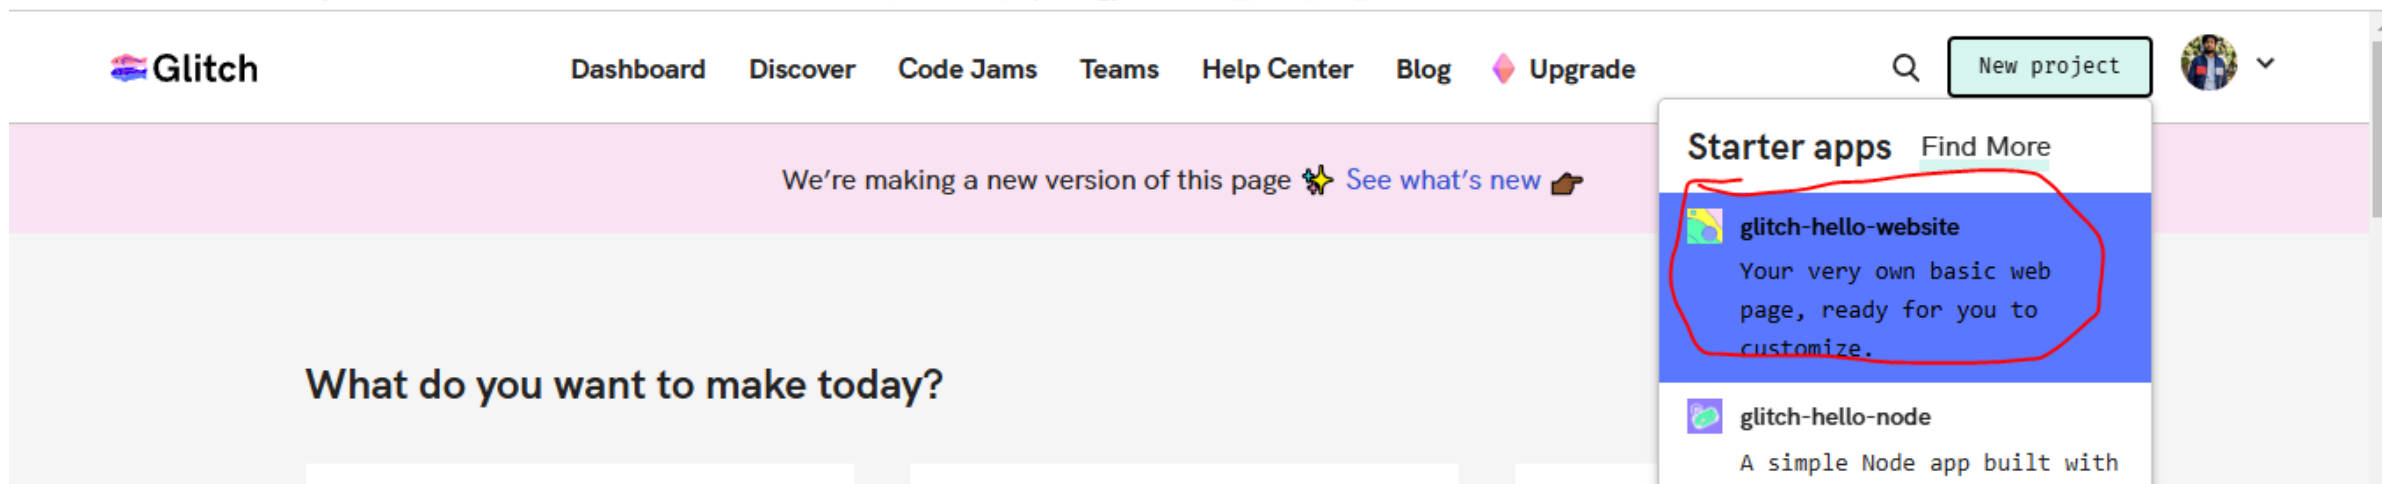 Glitch Dashboard Discover Code Jams Teams Help Center Blog Upgrade New project
Starter apps Find More
We're making a new version of this page ✨ See what's new
glitch-hello-website
Your very own basic web
page, ready for you to
customize.
What do you want to make today?
glitch-hello-node
A simple Node app built with